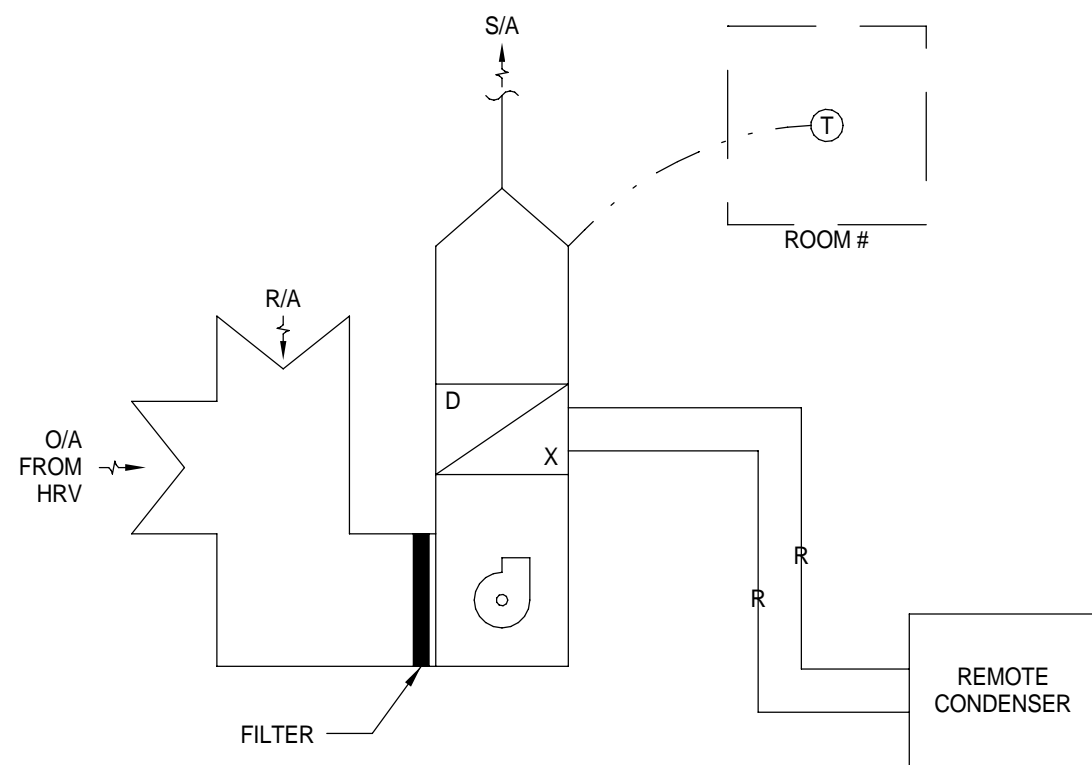 S/A
T
ROOM #
R/A
D
X
O/A
FROM
HRV
R
R
REMOTE
CONDENSER
FILTER